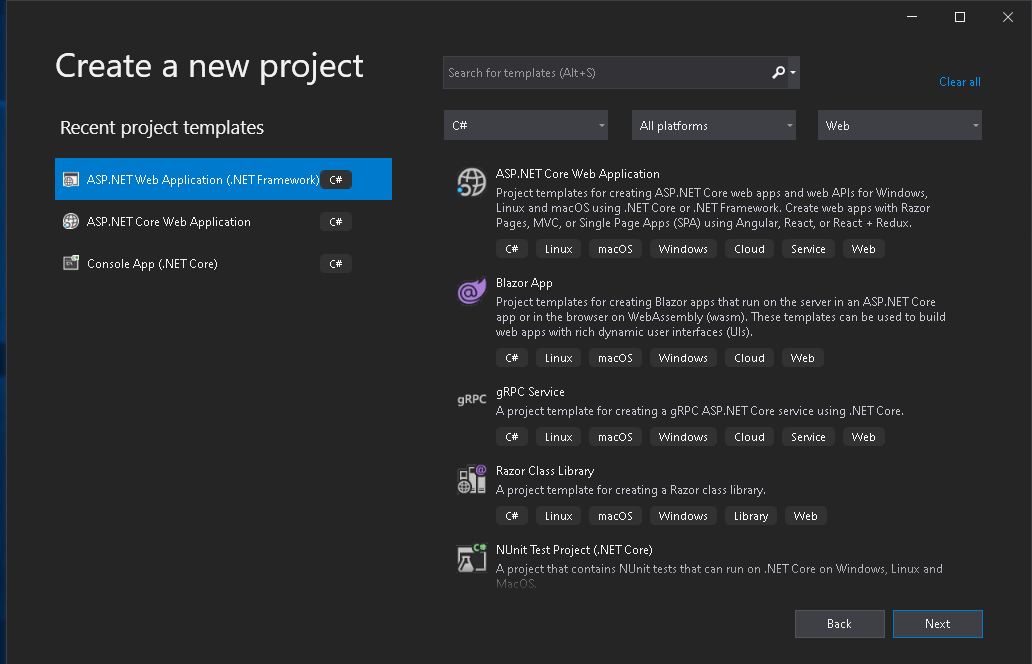 Create a new project
Recent project templates
ASP.NET Web Application (.NET Framework) C#
ASP.NET Core Web Application C#
Console App (.NET Core) C#
Search for templates (Alt+S)
Clear all
C# All platforms Web
ASP.NET Core Web Application
Project templates for creating ASP.NET Core web apps and web APIs for Windows,
Linux and macOS using .NET Core or .NET Framework. Create web apps with Razor
Pages, MVC, or Single Page Apps (SPA) using Angular, React, or React + Redux.
C# Linux macOS Windows Cloud Service Web
Blazor App
Project templates for creating Blazor apps that run on the server in an ASP.NET Core
app or in the browser on WebAssembly (wasm). These templates can be used to build
web apps with rich dynamic user interfaces (UIs).
C# Linux macOS Windows Cloud Web
gRPC
gRPC Service
A project template for creating a gRPC ASP.NET Core service using .NET Core.
C# Linux macOS Windows Cloud Service Web
Razor Class Library
A project template for creating a Razor class library.
C# Linux macOS Windows Library Web
NUnit Test Project (.NET Core)
A project that contains NUnit tests that can run on .NET Core on Windows, Linux and
MacOS.
Back Next